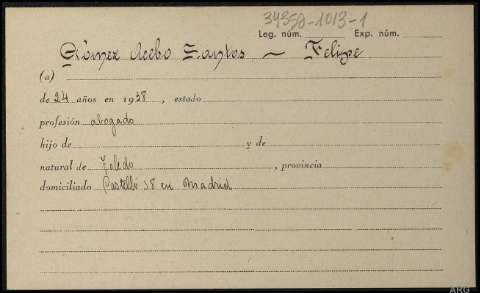 34350-1013-1
Leg. núm. Exp. núm.
Gómez Acebo Santos — Felipe
(a)
de 24 años en 1938, estado
profesión abogado
hijo de y de
natural de Toledo, provincia
domiciliado Castelló 38 en Madrid
ARG